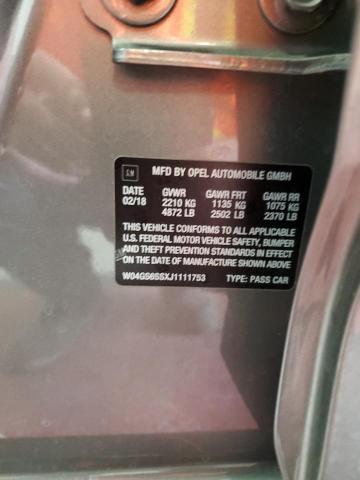 GM MFD BY OPEL AUTOMOBILE GMBH
DATE GVWR GAWR FRT GAWR RR
02/18 2210 KG 1135 KG 1075 KG
4872 LB 2502 LB 2370 LB
THIS VEHICLE CONFORMS TO ALL APPLICABLE
U.S. FEDERAL MOTOR VEHICLE SAFETY, BUMPER
AND THEFT PREVENTION STANDARDS IN EFFECT
ON THE DATE OF MANUFACTURE SHOWN ABOVE
W04GS6SSXJ1111753 TYPE: PASS CAR